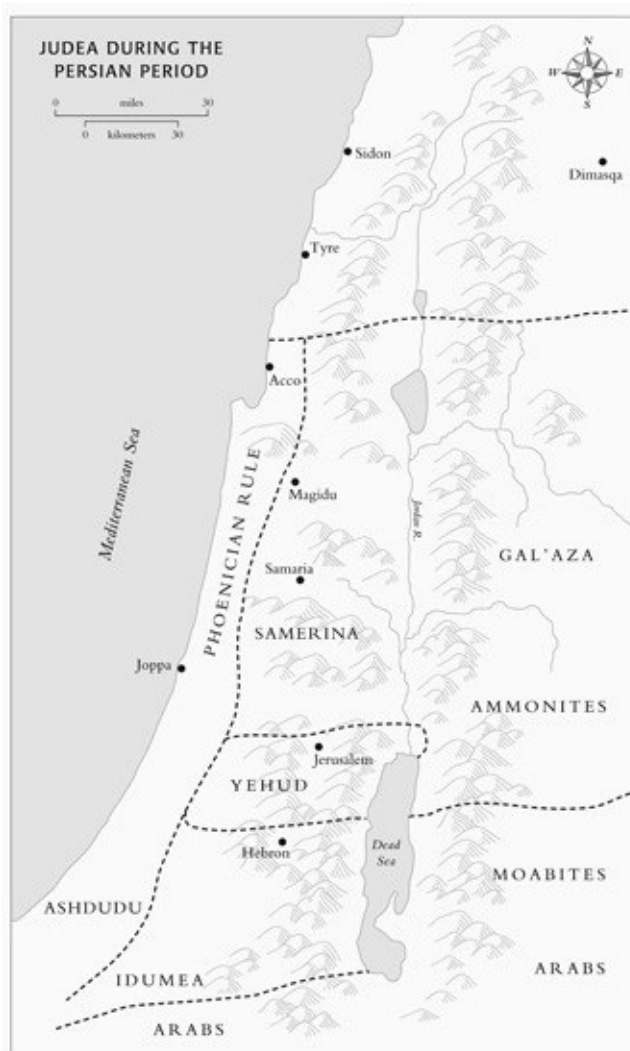 JUDEA DURING THE
PERSIAN PERIOD
0 miles 30
0 kilometers 30
N
W E
S
Sidon
Dimasqa
Tyre
Acco
Mediterranean Sea
PHOENICIAN RULE
Magidu
Jordan R.
GAL'AZA
Samaria
SAMERINA
Joppa
AMMONITES
Jerusalem
YEHUD
Hebron
Dead
Sea
MOABITES
ASHDUDU
IDUMEA
ARABS
ARABS